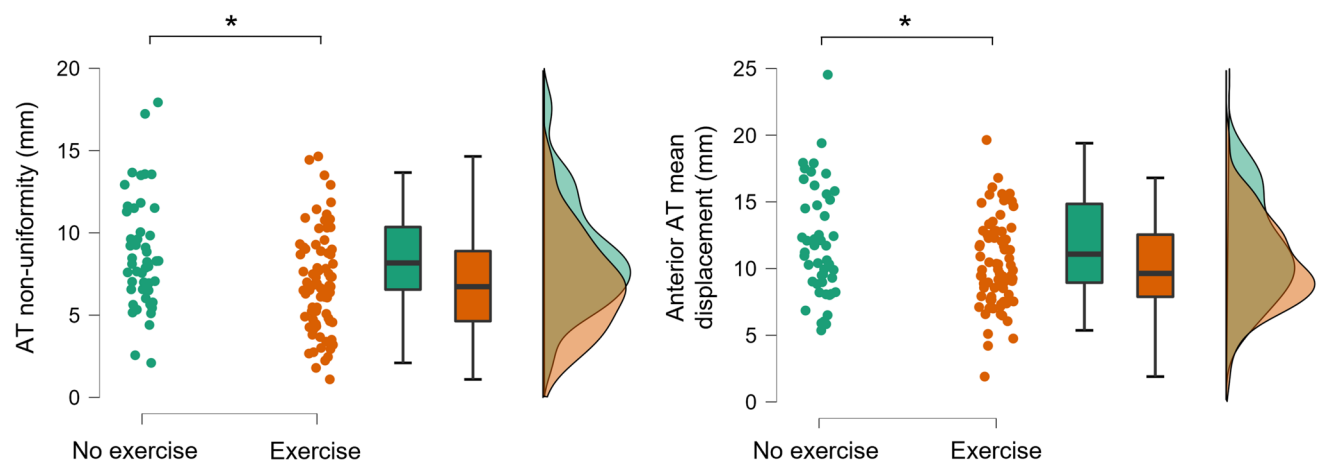 *
*
20
15
10
5
0
AT non-uniformity (mm)
No exercise
Exercise
25
20
15
10
5
0
Anterior AT mean
displacement (mm)
No exercise
Exercise